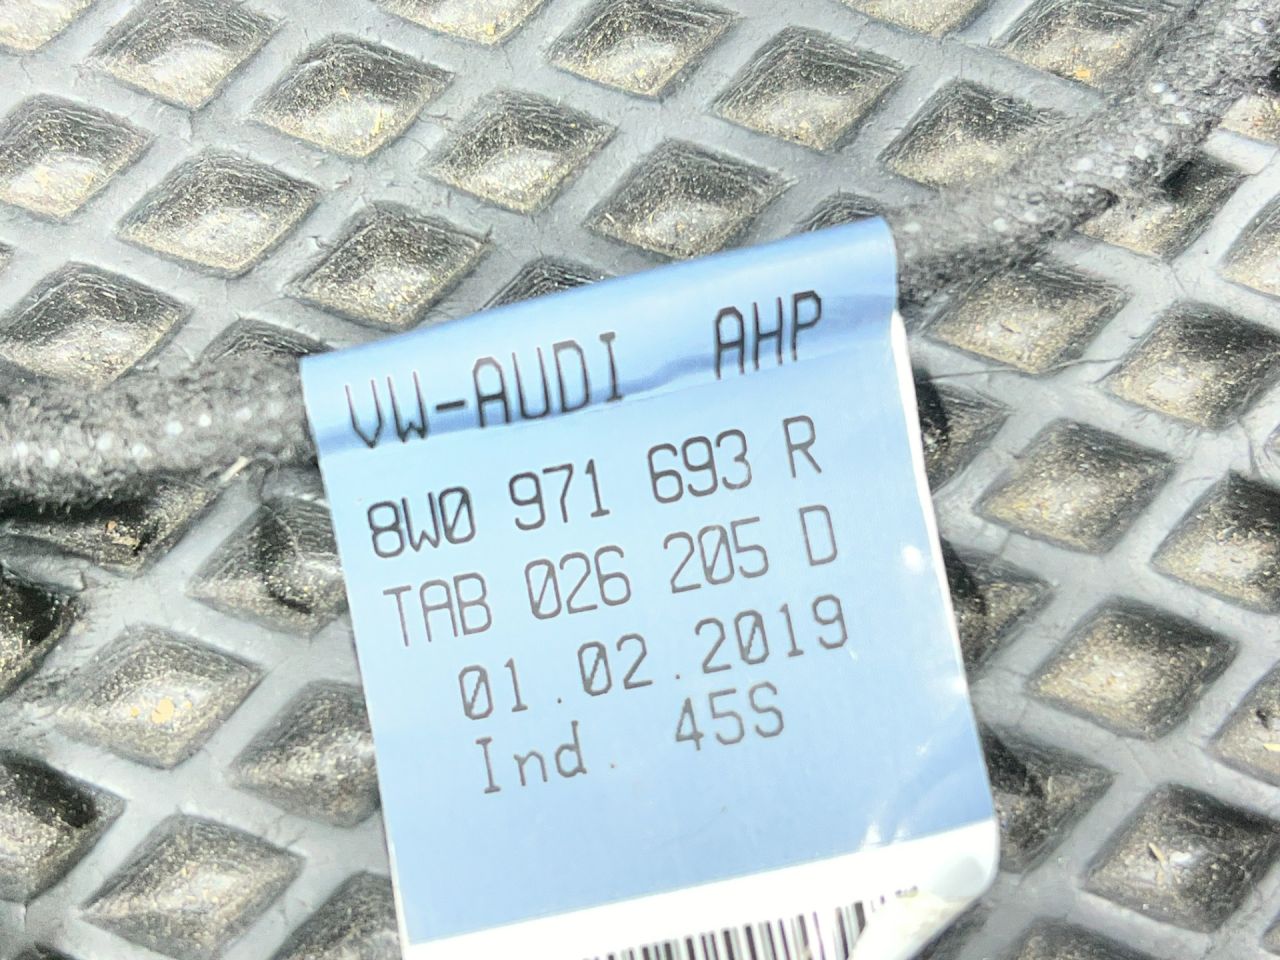 VW-AUDI AHP
8W0 971 693 R
TAB 026 205 D
01.02.2019
Ind. 45S